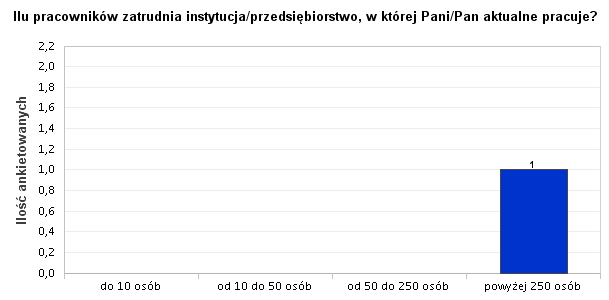 Ilu pracowników zatrudnia instytucja/przedsiębiorstwo, w której Pani/Pan aktualne pracuje?
Ilość ankietowanych
2,2
2,0
1,8
1,6
1,4
1,2
1,0
0,8
0,6
0,4
0,2
0,0
1
do 10 osób
od 10 do 50 osób
od 50 do 250 osób
powyżej 250 osób